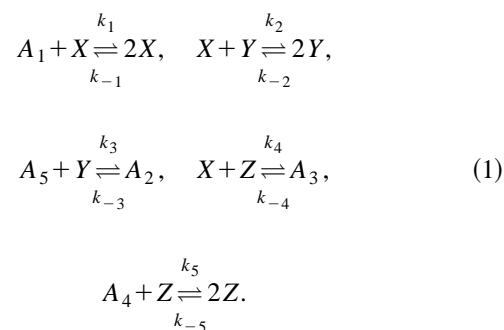 A₁ + X ⇌ 2X, (k₁ / k₋₁)   X + Y ⇌ 2Y, (k₂ / k₋₂)
A₅ + Y ⇌ A₂, (k₃ / k₋₃)   X + Z ⇌ A₃, (k₄ / k₋₄)   (1)
A₄ + Z ⇌ 2Z. (k₅ / k₋₅)